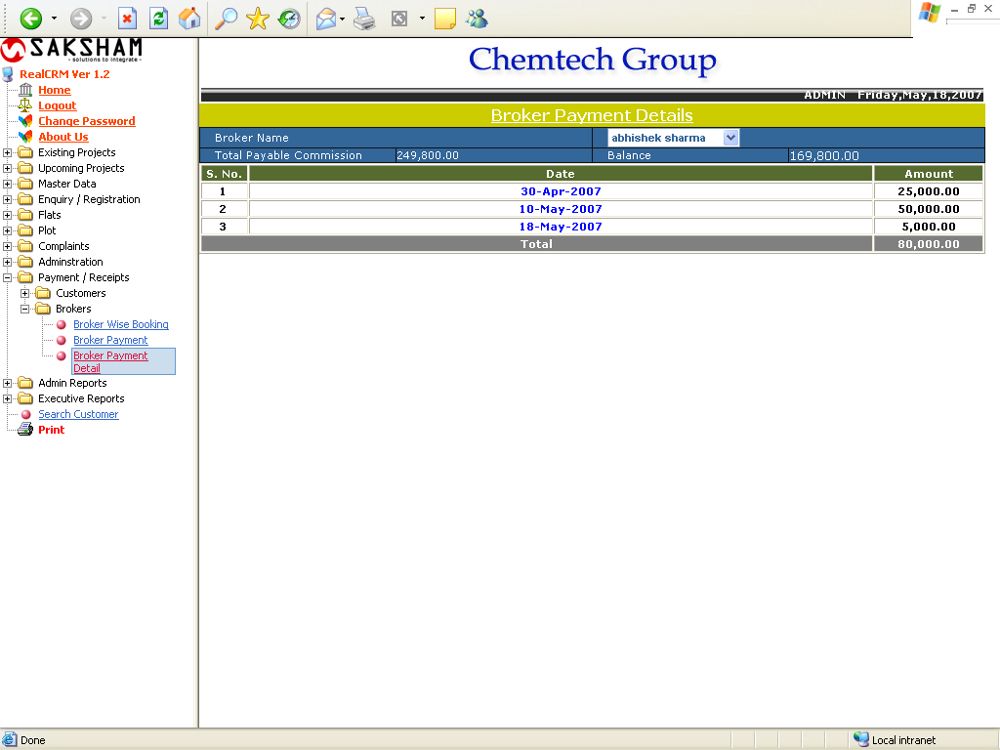 SAKSHAM
- solutions to integrate -
RealCRM Ver 1.2
Home
Logout
Change Password
About Us
Existing Projects
Upcoming Projects
Master Data
Enquiry / Registration
Flats
Plot
Complaints
Adminstration
Payment / Receipts
Customers
Brokers
Broker Wise Booking
Broker Payment
Broker Payment
Detail
Admin Reports
Executive Reports
Search Customer
Print
Chemtech Group
ADMIN Friday,May,18,2007
Broker Payment Details
Broker Name abhishek sharma
Total Payable Commission 249,800.00 Balance 169,800.00
S. No. Date Amount
1 30-Apr-2007 25,000.00
2 10-May-2007 50,000.00
3 18-May-2007 5,000.00
Total 80,000.00
Done Local intranet